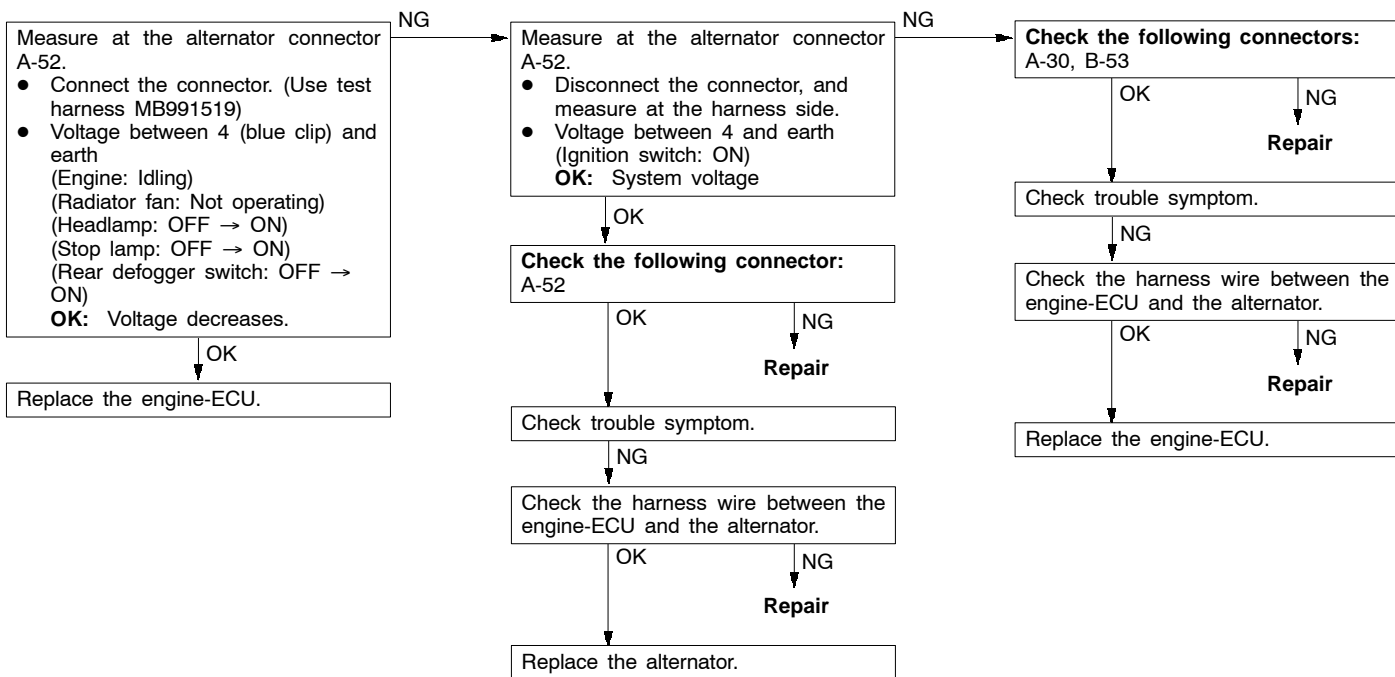 NG
Measure at the alternator connector
A-52.
● Connect the connector. (Use test
harness MB991519)
● Voltage between 4 (blue clip) and
earth
(Engine: Idling)
(Radiator fan: Not operating)
(Headlamp: OFF → ON)
(Stop lamp: OFF → ON)
(Rear defogger switch: OFF →
ON)
OK: Voltage decreases.
OK
Replace the engine-ECU.
NG
Measure at the alternator connector
A-52.
● Disconnect the connector, and
measure at the harness side.
● Voltage between 4 and earth
(Ignition switch: ON)
OK: System voltage
OK
Check the following connector:
A-52
OK
NG
Repair
Check trouble symptom.
NG
Check the harness wire between the
engine-ECU and the alternator.
OK
NG
Repair
Replace the alternator.
Check the following connectors:
A-30, B-53
OK
NG
Repair
Check trouble symptom.
NG
Check the harness wire between the
engine-ECU and the alternator.
OK
NG
Repair
Replace the engine-ECU.